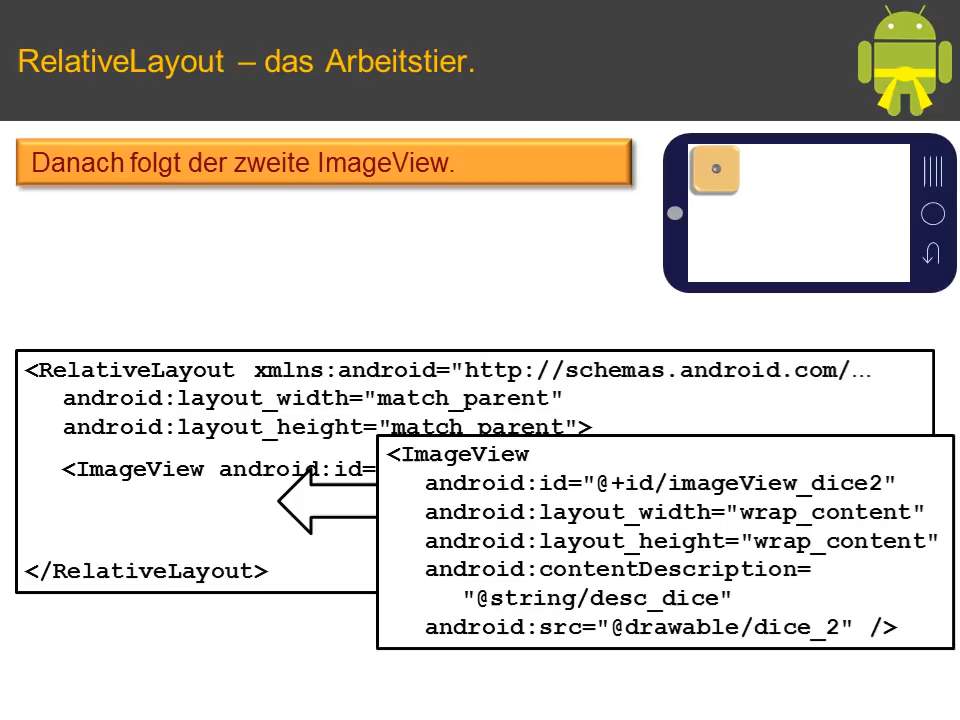 RelativeLayout – das Arbeitstier.
Danach folgt der zweite ImageView.
<RelativeLayout xmlns:android="http://schemas.android.com/…
android:layout_width="match_parent"
android:layout_height="match_parent">
<ImageView android:id=
</RelativeLayout>
<ImageView
android:id="@+id/imageView_dice2"
android:layout_width="wrap_content"
android:layout_height="wrap_content"
android:contentDescription=
"@string/desc_dice"
android:src="@drawable/dice_2" />